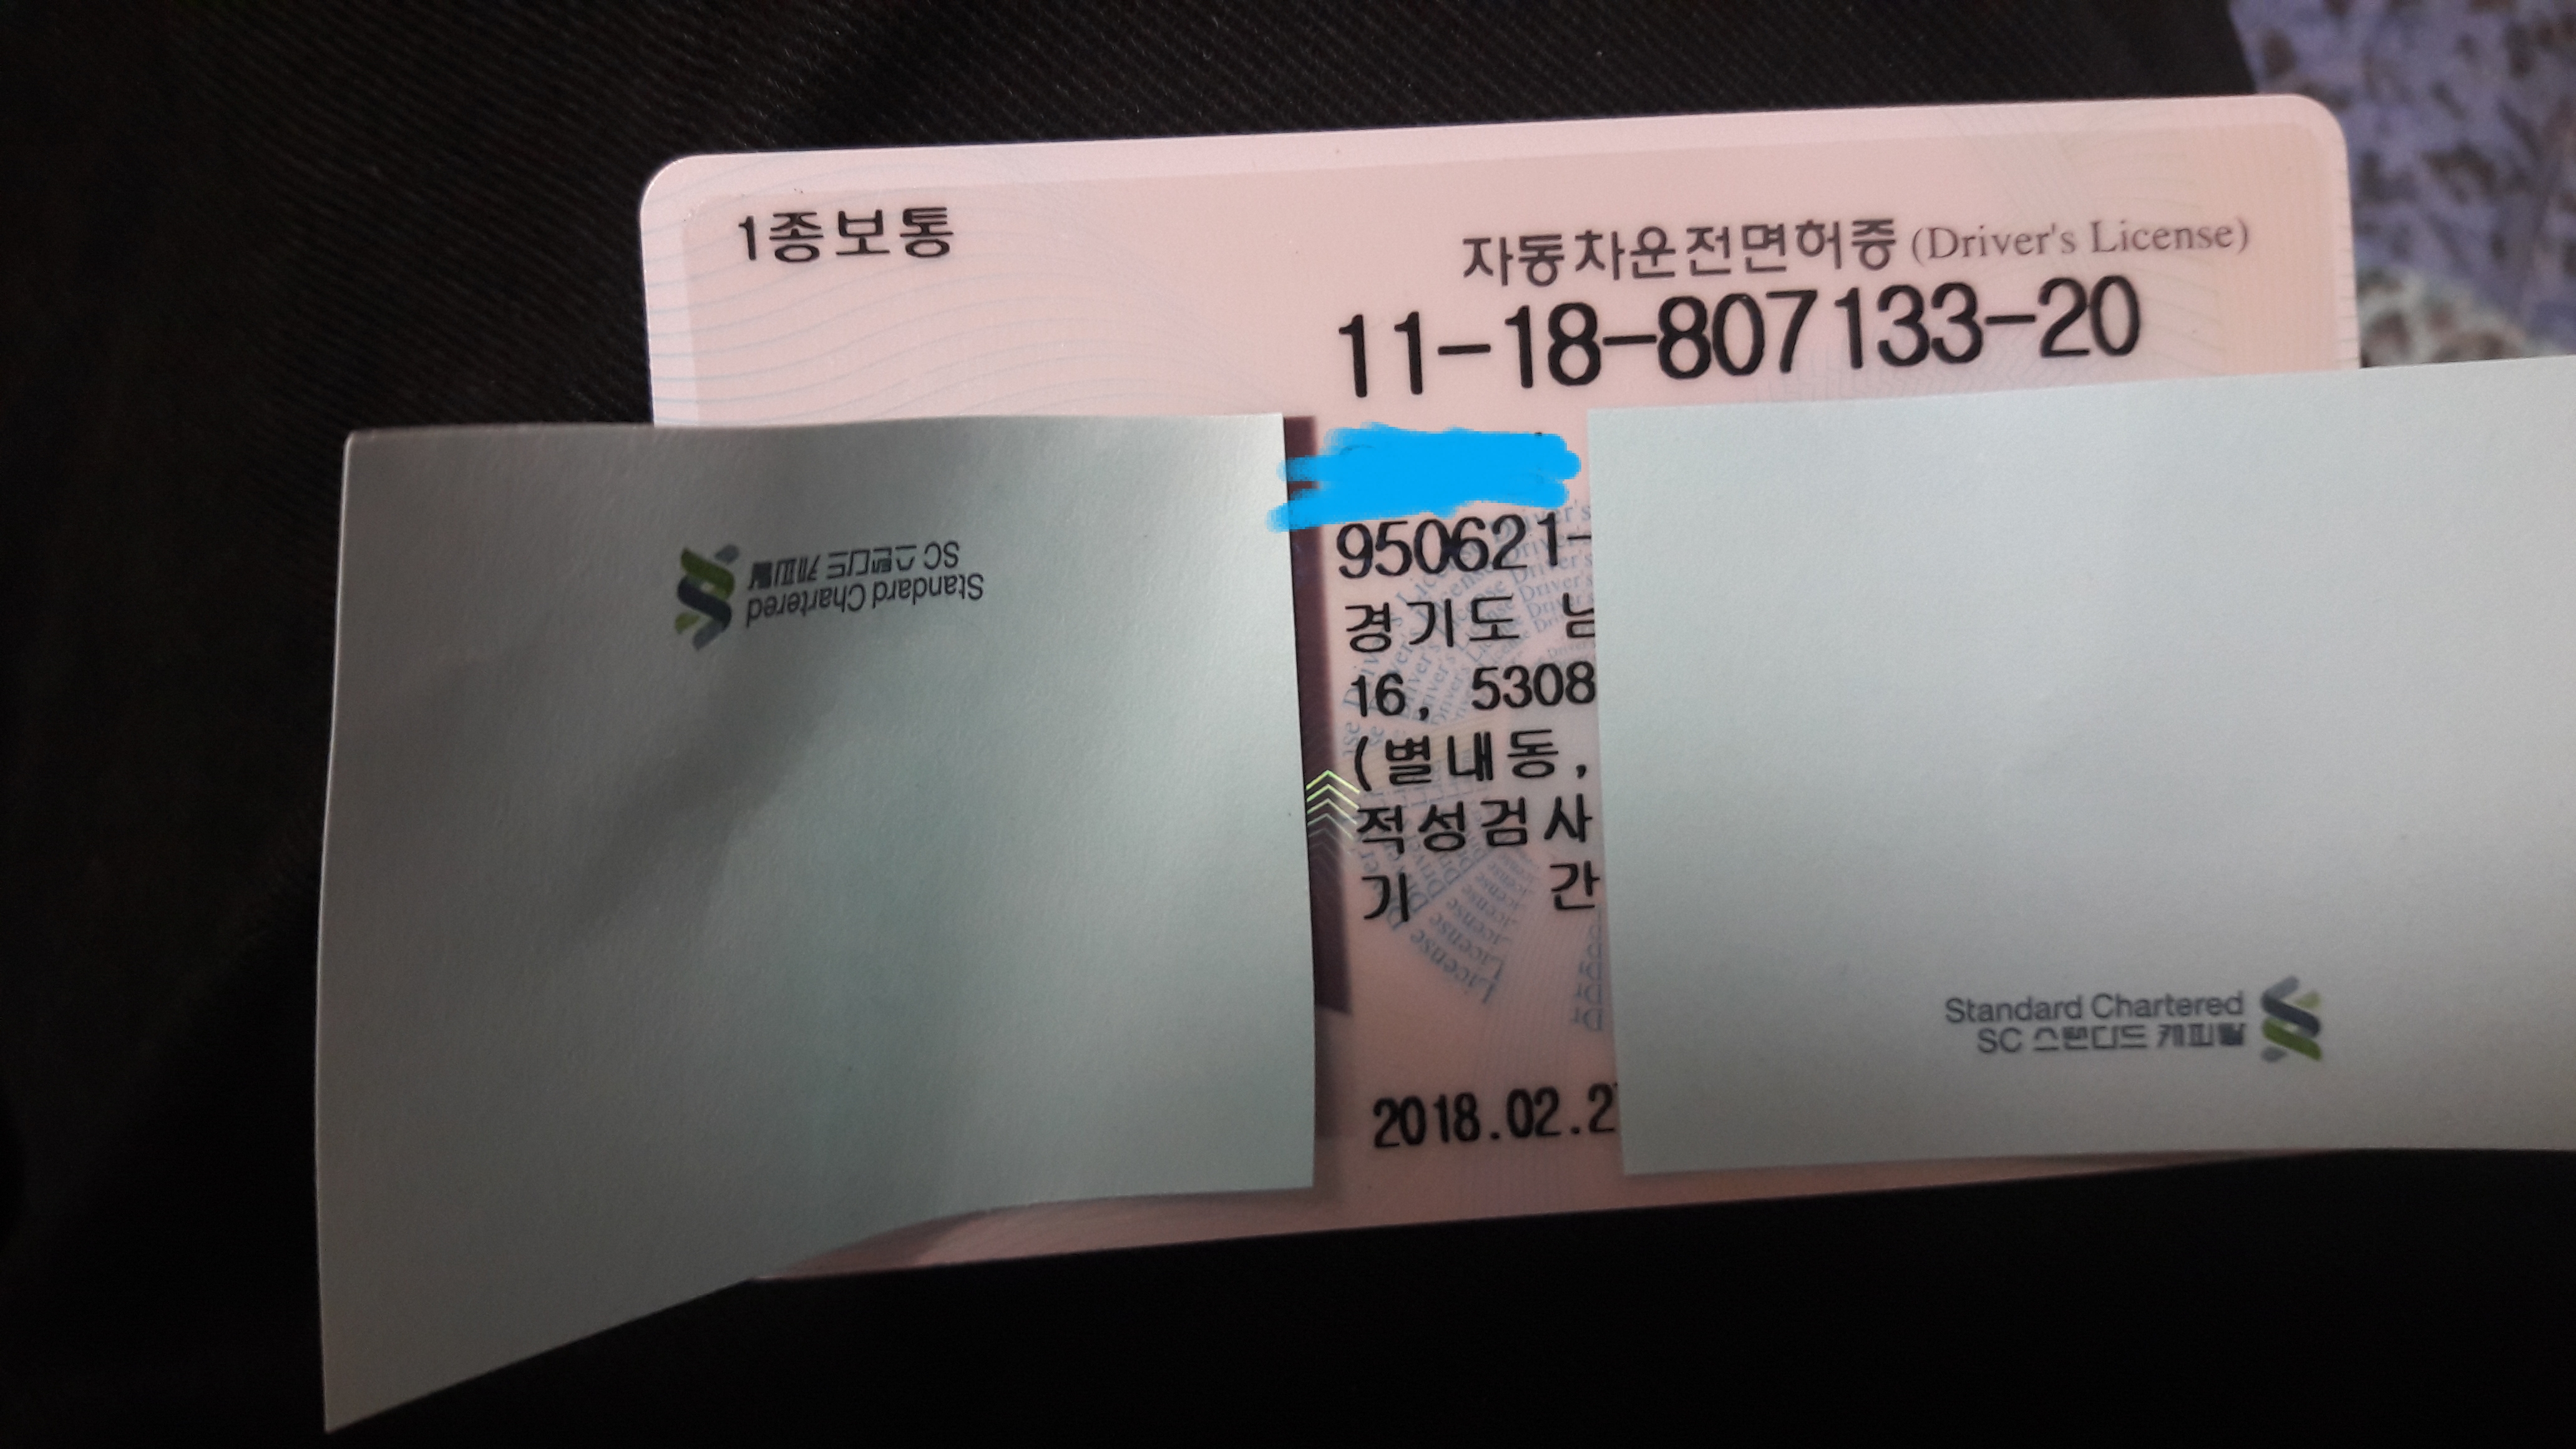 1종보통
자동차운전면허증 (Driver's License)
11-18-807133-20
950621-
경기도
16, 5308
(별내동,
적성검사
기 간
2018.02.2
Standard Chartered
SC 스탠다드 캐피탈
Standard Chartered
SC 스탠다드 캐피탈